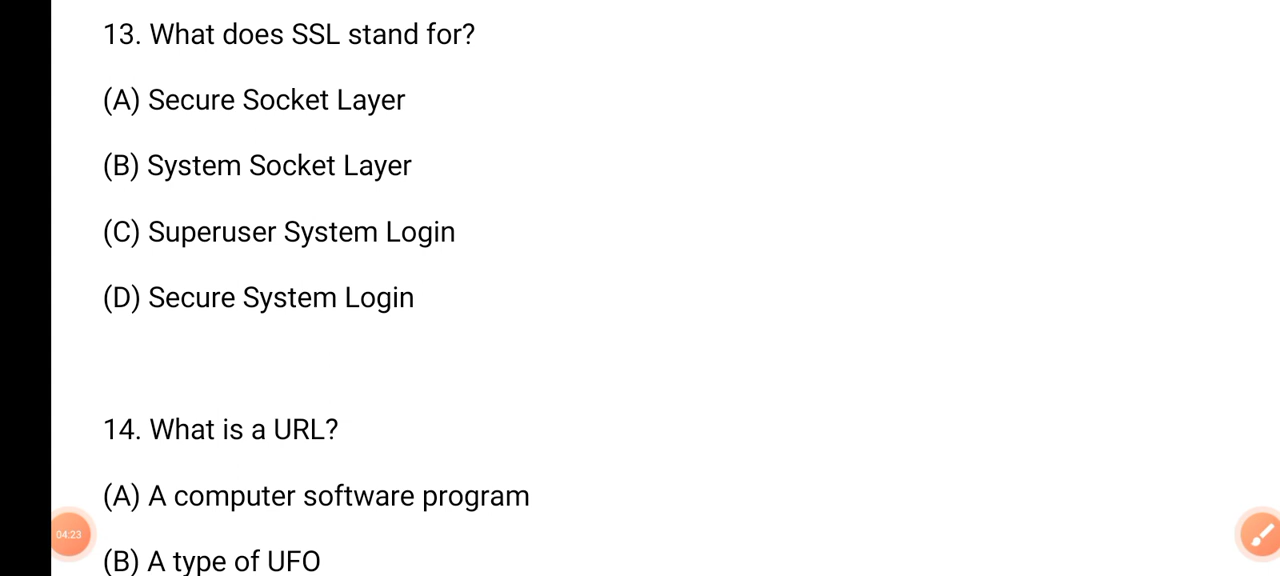 13. What does SSL stand for?
(A) Secure Socket Layer
(B) System Socket Layer
(C) Superuser System Login
(D) Secure System Login
14. What is a URL?
(A) A computer software program
04:23
(B) A type of UFO